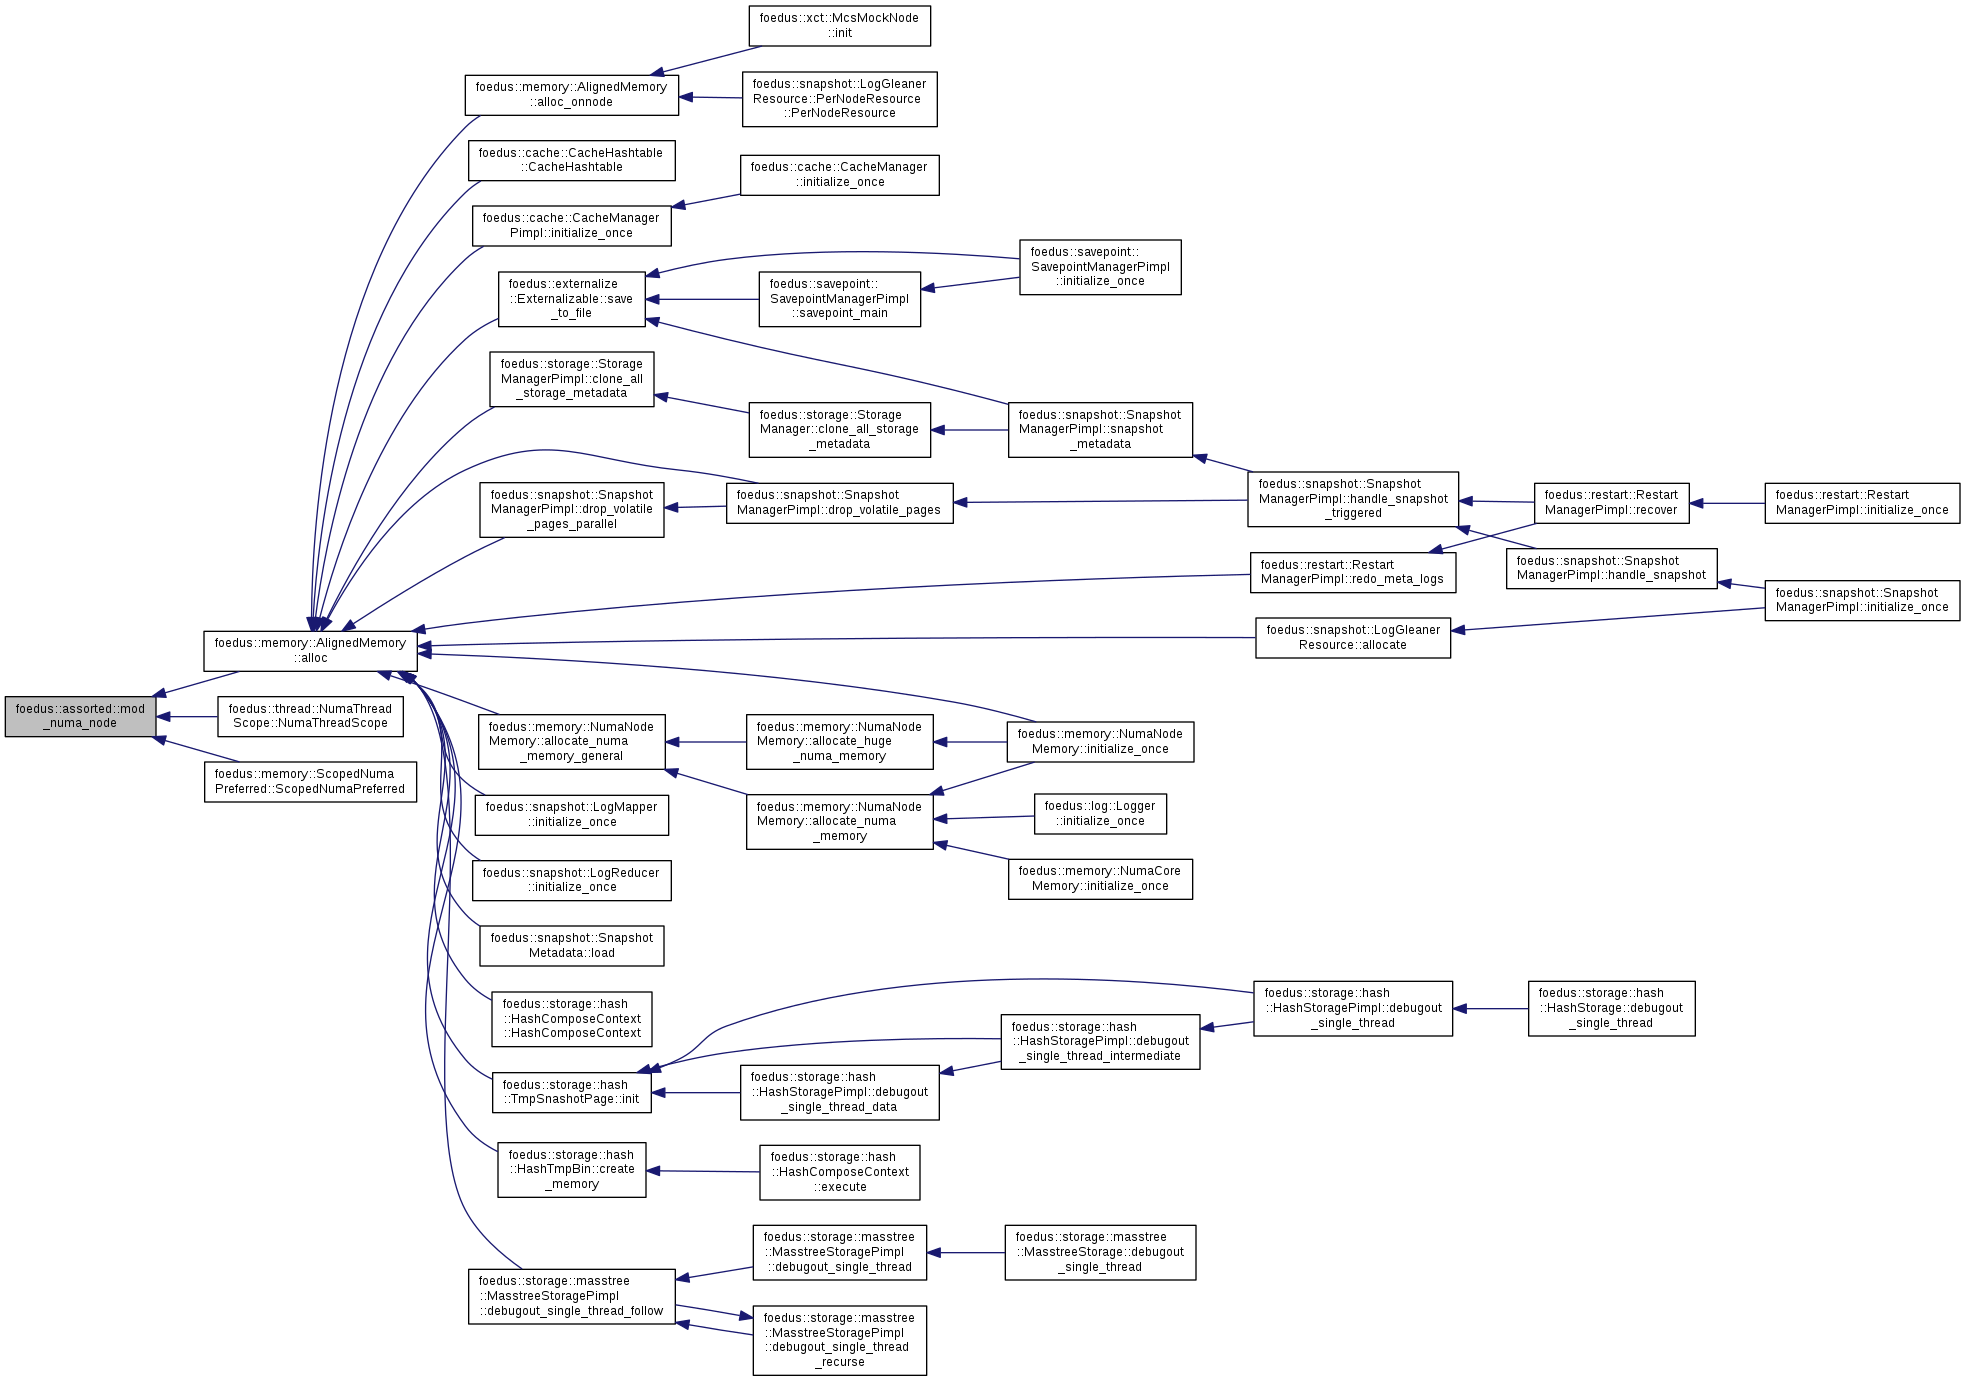 foedus::xct::McsMockNode
::init
foedus::memory::AlignedMemory
::alloc_onnode
foedus::snapshot::LogGleaner
Resource::PerNodeResource
::PerNodeResource
foedus::cache::CacheHashtable
::CacheHashtable
foedus::cache::CacheManager
::initialize_once
foedus::cache::CacheManager
Pimpl::initialize_once
foedus::savepoint::
SavepointManagerPimpl
::initialize_once
foedus::externalize
::Externalizable::save
_to_file
foedus::savepoint::
SavepointManagerPimpl
::savepoint_main
foedus::storage::Storage
ManagerPimpl::clone_all
_storage_metadata
foedus::storage::Storage
Manager::clone_all_storage
_metadata
foedus::snapshot::Snapshot
ManagerPimpl::snapshot
_metadata
foedus::snapshot::Snapshot
ManagerPimpl::drop_volatile
_pages_parallel
foedus::snapshot::Snapshot
ManagerPimpl::drop_volatile_pages
foedus::snapshot::Snapshot
ManagerPimpl::handle_snapshot
_triggered
foedus::restart::Restart
ManagerPimpl::recover
foedus::restart::Restart
ManagerPimpl::initialize_once
foedus::restart::Restart
ManagerPimpl::redo_meta_logs
foedus::snapshot::Snapshot
ManagerPimpl::handle_snapshot
foedus::snapshot::Snapshot
ManagerPimpl::initialize_once
foedus::snapshot::LogGleaner
Resource::allocate
foedus::memory::AlignedMemory
::alloc
foedus::assorted::mod
_numa_node
foedus::thread::NumaThread
Scope::NumaThreadScope
foedus::memory::ScopedNuma
Preferred::ScopedNumaPreferred
foedus::memory::NumaNode
Memory::allocate_numa
_memory_general
foedus::memory::NumaNode
Memory::allocate_huge
_numa_memory
foedus::memory::NumaNode
Memory::initialize_once
foedus::snapshot::LogMapper
::initialize_once
foedus::memory::NumaNode
Memory::allocate_numa
_memory
foedus::log::Logger
::initialize_once
foedus::snapshot::LogReducer
::initialize_once
foedus::memory::NumaCore
Memory::initialize_once
foedus::snapshot::Snapshot
Metadata::load
foedus::storage::hash
::HashComposeContext
::HashComposeContext
foedus::storage::hash
::HashStoragePimpl::debugout
_single_thread
foedus::storage::hash
::HashStorage::debugout
_single_thread
foedus::storage::hash
::HashStoragePimpl::debugout
_single_thread_intermediate
foedus::storage::hash
::TmpSnashotPage::init
foedus::storage::hash
::HashStoragePimpl::debugout
_single_thread_data
foedus::storage::hash
::HashTmpBin::create
_memory
foedus::storage::hash
::HashComposeContext
::execute
foedus::storage::masstree
::MasstreeStoragePimpl
::debugout_single_thread
foedus::storage::masstree
::MasstreeStorage::debugout
_single_thread
foedus::storage::masstree
::MasstreeStoragePimpl
::debugout_single_thread_follow
foedus::storage::masstree
::MasstreeStoragePimpl
::debugout_single_thread
_recurse